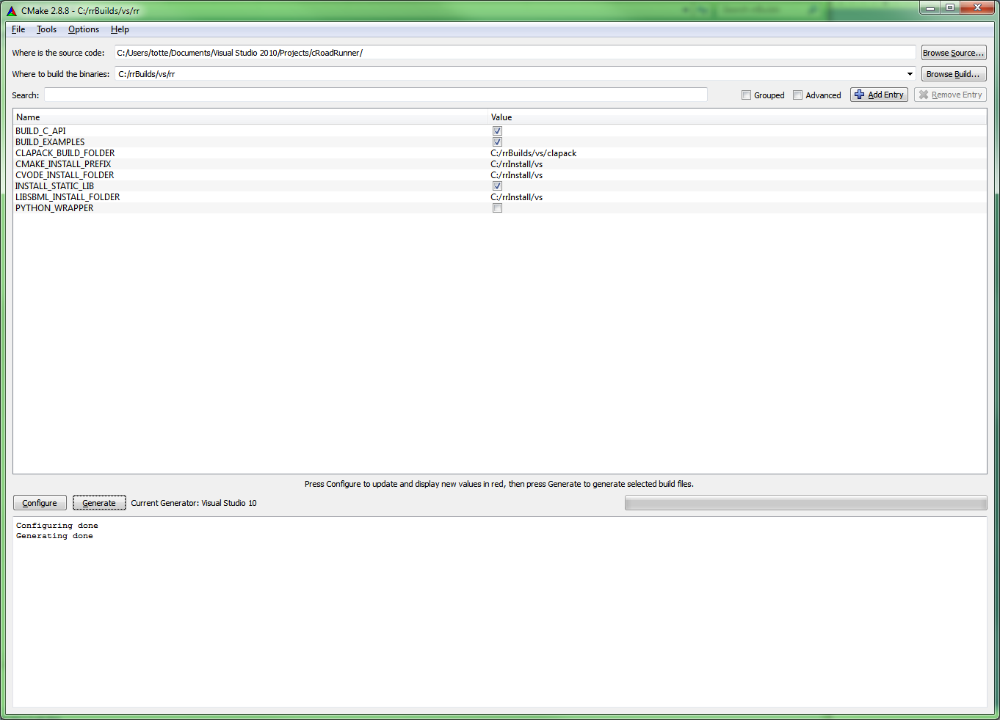 CMake 2.8.8 - C:/rrBuilds/vs/rr
File Tools Options Help
Where is the source code: C:/Users/totte/Documents/Visual Studio 2010/Projects/cRoadRunner/ Browse Source...
Where to build the binaries: C:/rrBuilds/vs/rr Browse Build...
Search: Grouped Advanced Add Entry Remove Entry
Name Value
BUILD_C_API
BUILD_EXAMPLES
CLAPACK_BUILD_FOLDER C:/rrBuilds/vs/clapack
CMAKE_INSTALL_PREFIX C:/rrInstall/vs
CVODE_INSTALL_FOLDER C:/rrInstall/vs
INSTALL_STATIC_LIB
LIBSBML_INSTALL_FOLDER C:/rrInstall/vs
PYTHON_WRAPPER
Press Configure to update and display new values in red, then press Generate to generate selected build files.
Configure Generate Current Generator: Visual Studio 10
Configuring done
Generating done